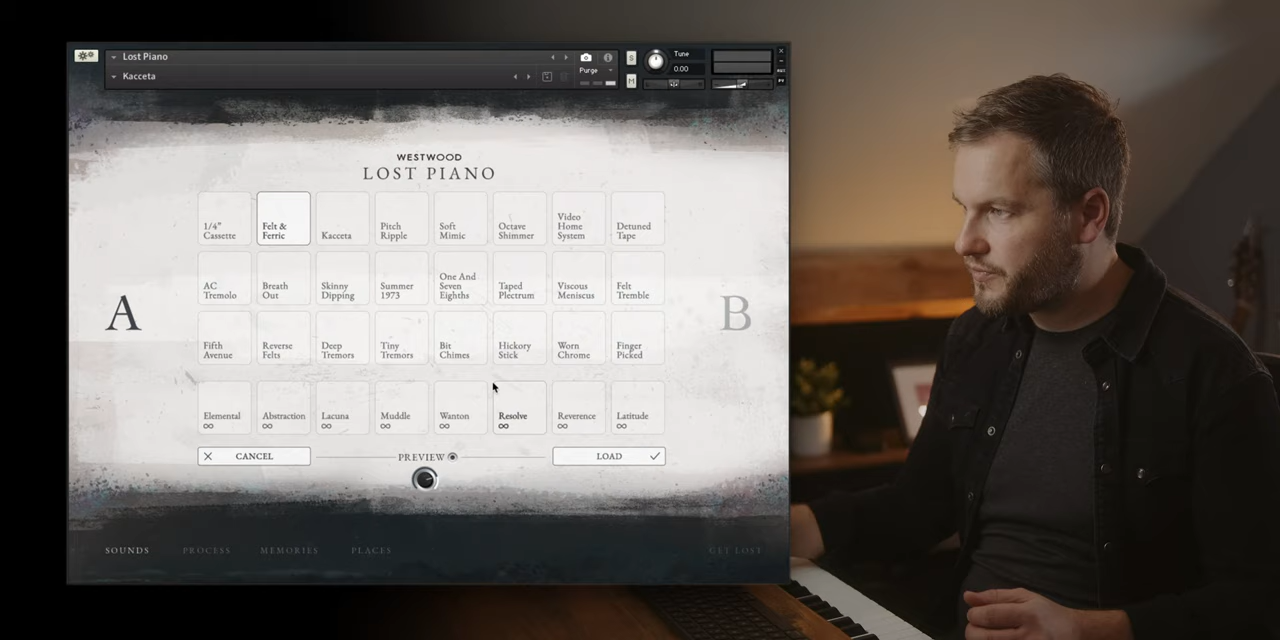 Lost Piano
Kacceta
Purge
S
M
Tune
0.00
WESTWOOD
LOST PIANO
1/4"
Cassette
Felt &
Ferric
Kacceta
Pitch
Ripple
Soft
Mimic
Octave
Shimmer
Video
Home
System
Detuned
Tape
AC
Tremolo
Breath
Out
Skinny
Dipping
Summer
1973
One And
Seven
Eighths
Taped
Plectrum
Viscous
Meniscus
Felt
Tremble
A
B
Fifth
Avenue
Reverse
Felts
Deep
Tremors
Tiny
Tremors
Bit
Chimes
Hickory
Stick
Worn
Chrome
Finger
Picked
Elemental
∞
Abstraction
∞
Lacuna
∞
Muddle
∞
Wanton
∞
Resolve
∞
Reverence
∞
Latitude
∞
CANCEL
PREVIEW
LOAD
SOUNDS
PROCESS
MEMORIES
PLACES
GET LOST